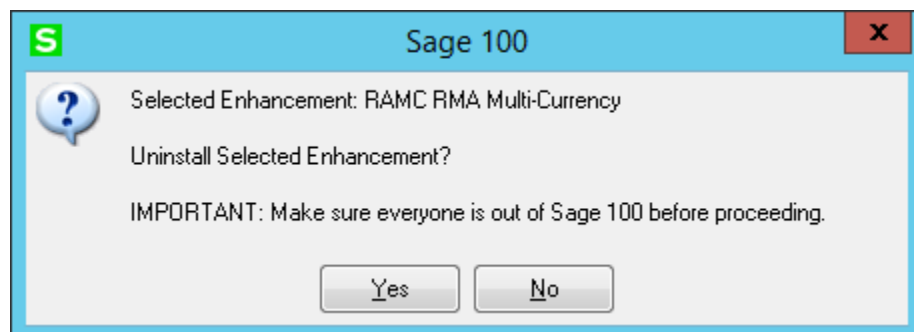 S
Sage 100
x
?
Selected Enhancement: RAMC RMA Multi-Currency
Uninstall Selected Enhancement?
IMPORTANT: Make sure everyone is out of Sage 100 before proceeding.
Yes
No